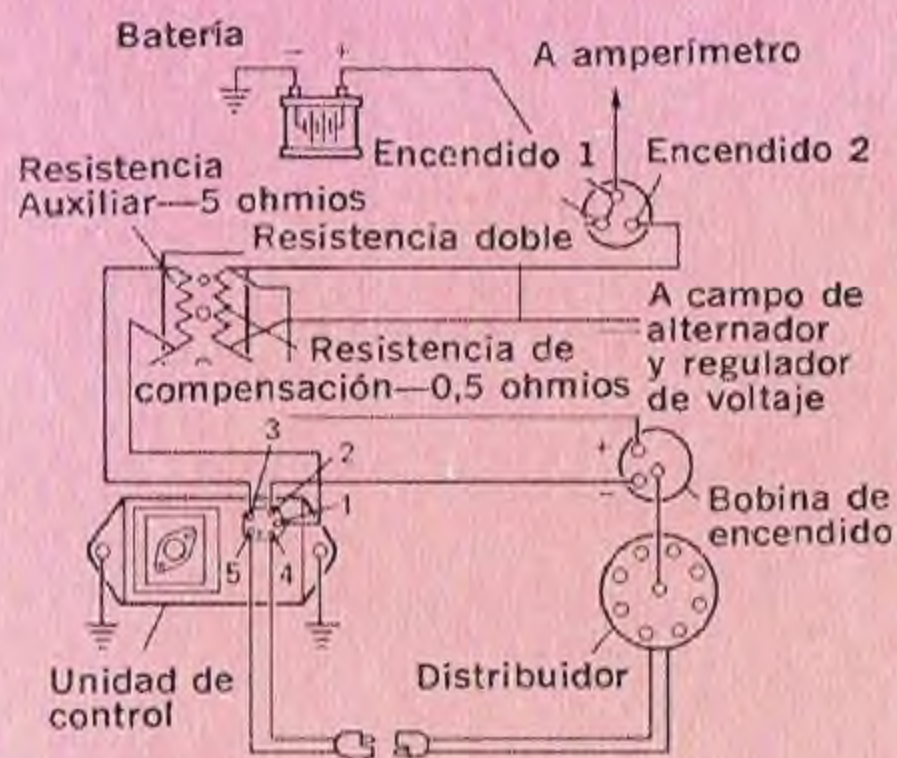 Batería
- +
A amperímetro
Encendido 1
Encendido 2
Resistencia
Auxiliar—5 ohmios
Resistencia doble
A campo de
alternador
y regulador
de voltaje
Resistencia de
compensación—0,5 ohmios
3
2
1
5
4
+
-
Bobina de
encendido
Unidad de
control
Distribuidor